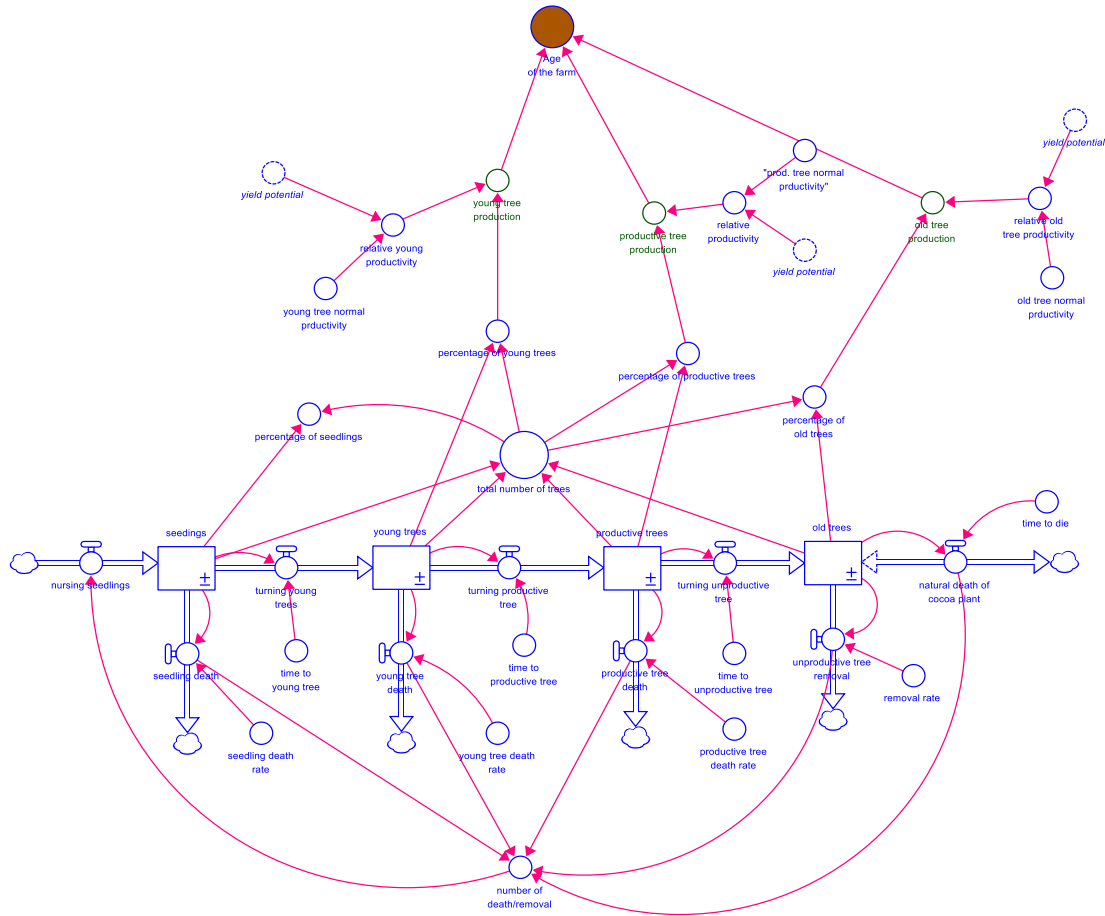 Age
of the farm
yield potential
yield potential
"prod. tree normal
prductivity"
young tree
production
relative young
productivity
productive tree
production
relative
productivity
old tree
production
relative old
tree productivity
yield potential
young tree normal
prductivity
old tree normal
prductivity
percentage of young trees
percentage of productive trees
percentage of seedlings
percentage of
old trees
total number of trees
seedings
young trees
productive trees
old trees
time to die
nursing seedlings
turning young
trees
turning productive
tree
turning unproductive
tree
natural death of
cocoa plant
seedling death
time to
young tree
young tree
death
time to
productive tree
productive tree
death
time to
unproductive tree
unproductive tree
removal
removal rate
seedling death
rate
young tree death
rate
productive tree
death rate
number of
death/removal